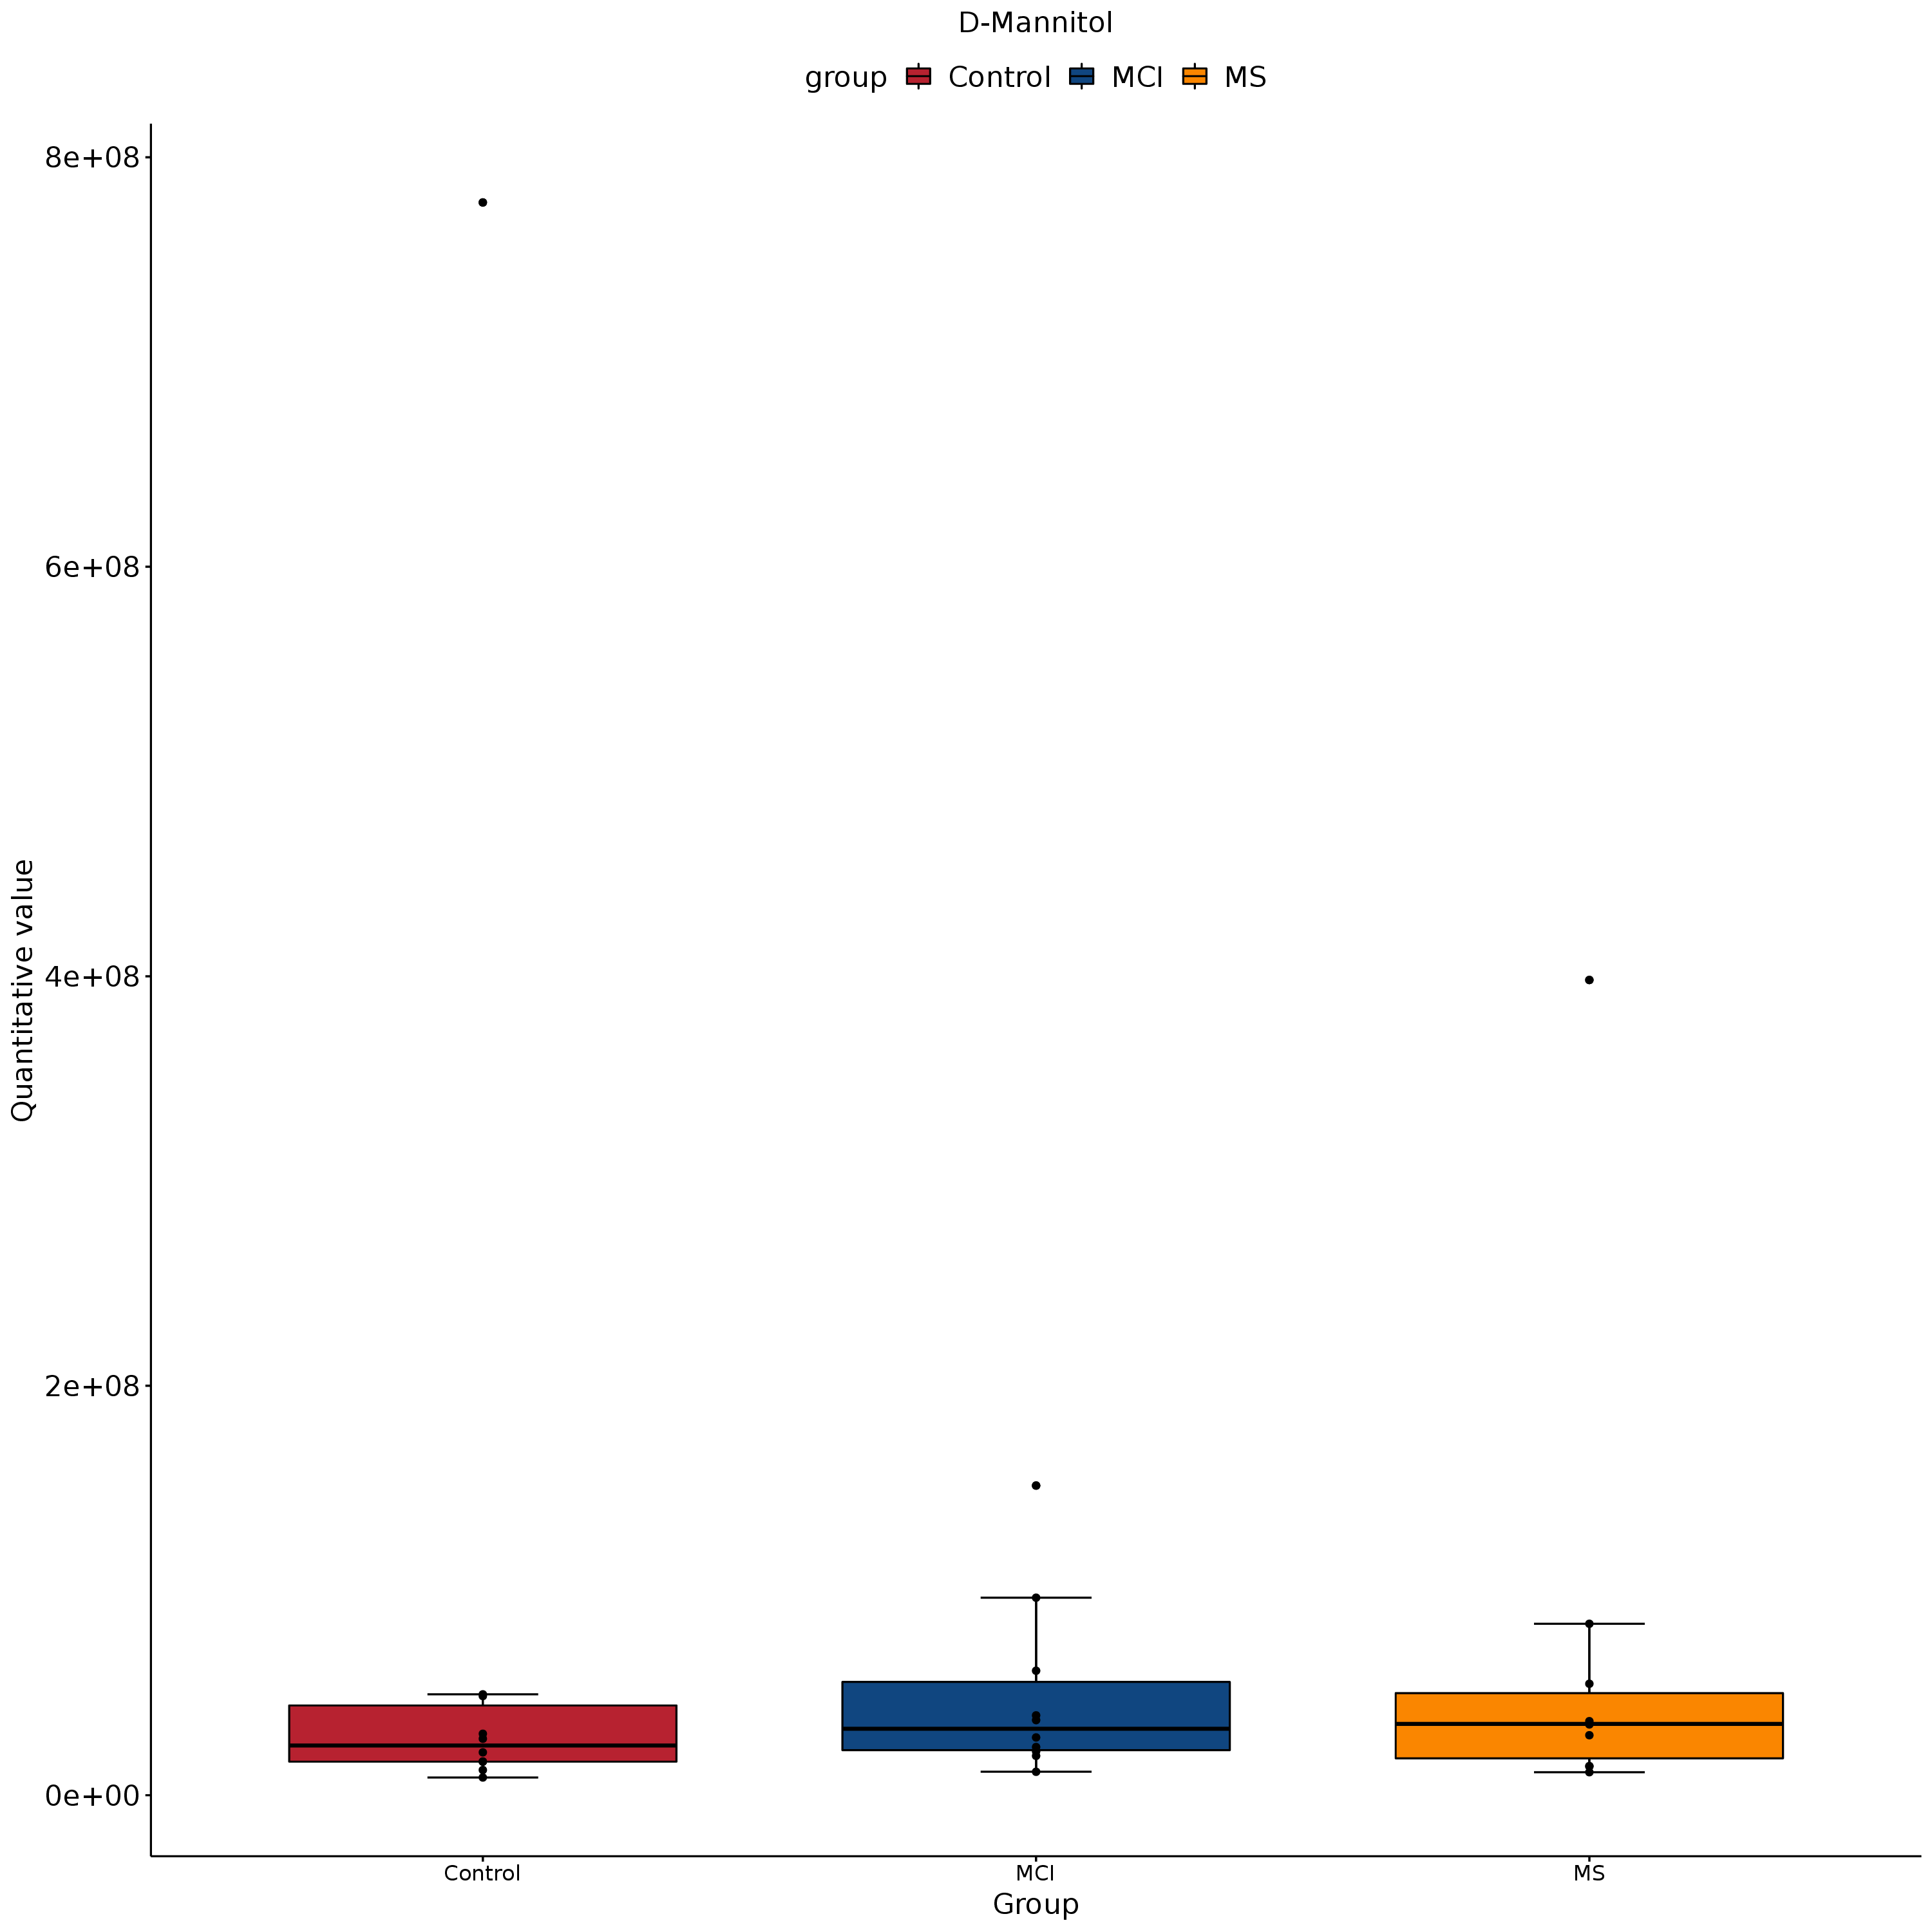 D-Mannitol
group Control MCI MS
8e+08
6e+08
4e+08
2e+08
0e+00
Quantitative value
Control MCI MS
Group